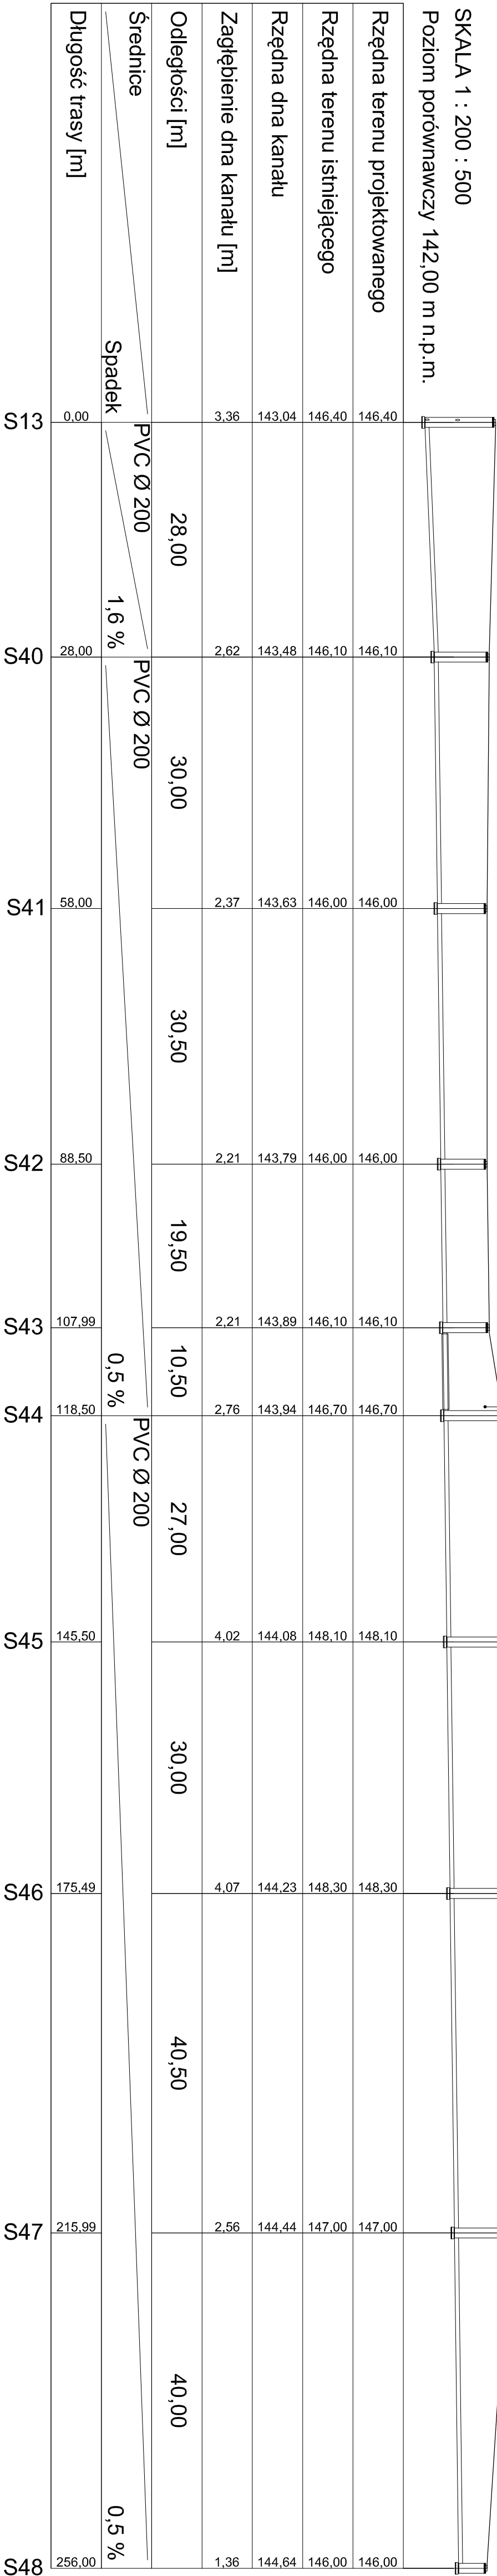 SKALA 1 : 200 : 500
Poziom porównawczy 142,00 m n.p.m.
Rzędna terenu projektowanego
146,40 146,10 146,00 146,00 146,10 146,70 148,10 148,30 147,00 146,00
Rzędna terenu istniejącego
146,40 146,10 146,00 146,00 146,10 146,70 148,10 148,30 147,00 146,00
Rzędna dna kanału
143,04 143,48 143,63 143,79 143,89 143,94 144,08 144,23 144,44 144,64
Zagłębienie dna kanału [m]
3,36 2,62 2,37 2,21 2,21 2,76 4,02 4,07 2,56 1,36
Odległości [m]
28,00 30,00 30,50 19,50 10,50 27,00 30,00 40,50 40,00
Średnice
PVC Ø 200 PVC Ø 200 PVC Ø 200
Spadek
1,6 % 0,5 % 0,5 %
Długość trasy [m]
0,00 28,00 58,00 88,50 107,99 118,50 145,50 175,49 215,99 256,00
S13 S40 S41 S42 S43 S44 S45 S46 S47 S48